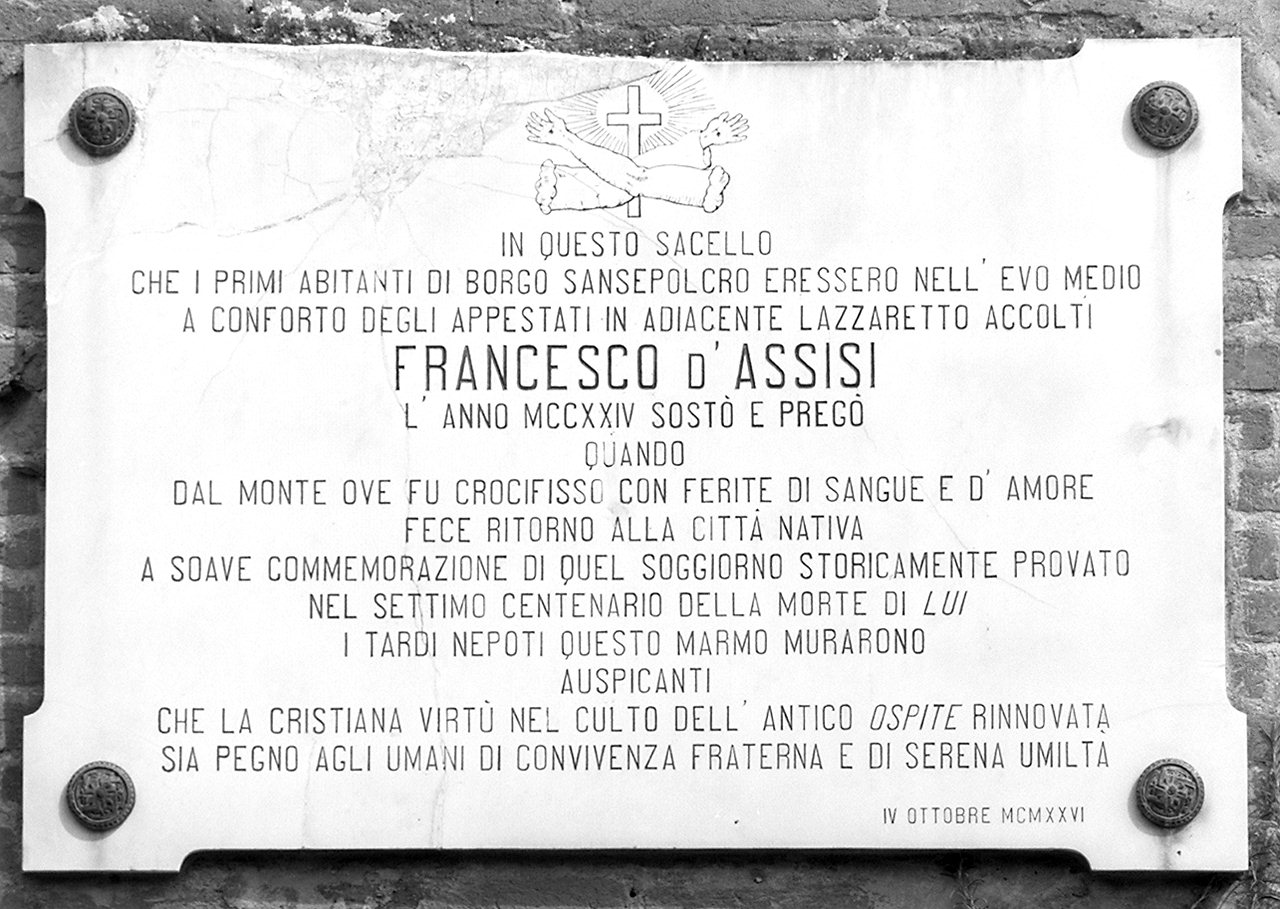 IN QUESTO SACELLO
CHE I PRIMI ABITANTI DI BORGO SANSEPOLCRO ERESSERO NELL' EVO MEDIO
A CONFORTO DEGLI APPESTATI IN ADIACENTE LAZZARETTO ACCOLTI
FRANCESCO D'ASSISI
L' ANNO MCCXXIV SOSTÒ E PREGÒ
QUANDO
DAL MONTE OVE FU CROCIFISSO CON FERITE DI SANGUE E D' AMORE
FECE RITORNO ALLA CITTÀ NATIVA
A SOAVE COMMEMORAZIONE DI QUEL SOGGIORNO STORICAMENTE PROVATO
NEL SETTIMO CENTENARIO DELLA MORTE DI LUI
I TARDI NEPOTI QUESTO MARMO MURARONO
AUSPICANTI
CHE LA CRISTIANA VIRTÙ NEL CULTO DELL' ANTICO OSPITE RINNOVATA
SIA PEGNO AGLI UMANI DI CONVIVENZA FRATERNA E DI SERENA UMILTÀ
IV OTTOBRE MCMXXVI